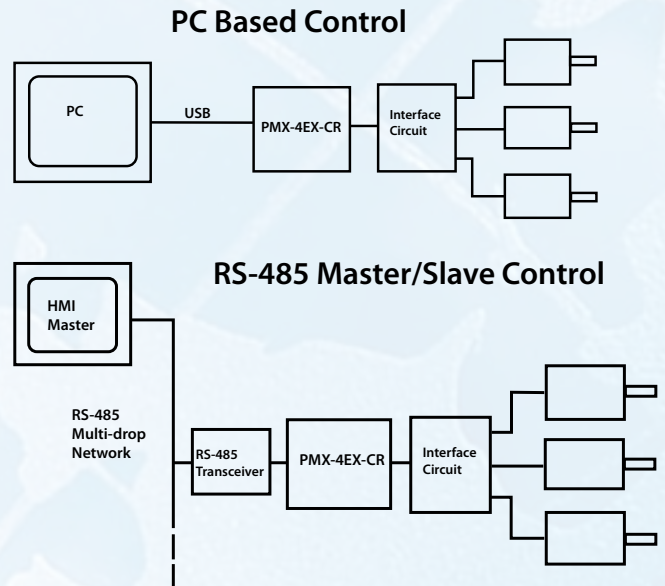 PC Based Control
PC
USB
PMX-4EX-CR
Interface
Circuit
RS-485 Master/Slave Control
HMI
Master
RS-485
Multi-drop
Network
RS-485
Transceiver
PMX-4EX-CR
Interface
Circuit